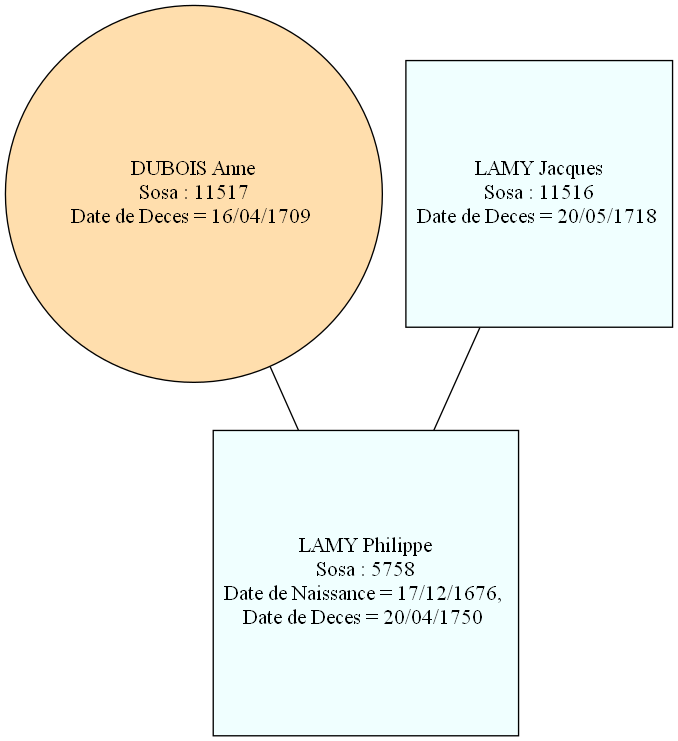 DUBOIS Anne
Sosa : 11517
Date de Deces = 16/04/1709
LAMY Jacques
Sosa : 11516
Date de Deces = 20/05/1718
LAMY Philippe
Sosa : 5758
Date de Naissance = 17/12/1676,
Date de Deces = 20/04/1750